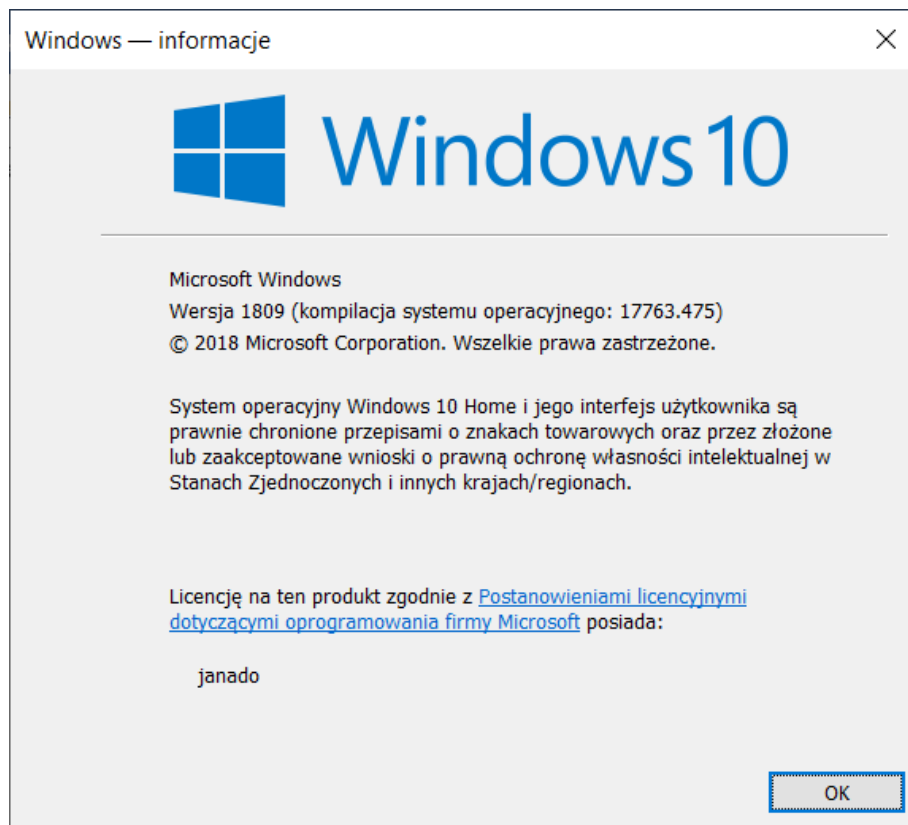 Windows — informacje
Windows 10
Microsoft Windows
Wersja 1809 (kompilacja systemu operacyjnego: 17763.475)
© 2018 Microsoft Corporation. Wszelkie prawa zastrzeżone.
System operacyjny Windows 10 Home i jego interfejs użytkownika są
prawnie chronione przepisami o znakach towarowych oraz przez złożone
lub zaakceptowane wnioski o prawną ochronę własności intelektualnej w
Stanach Zjednoczonych i innych krajach/regionach.
Licencję na ten produkt zgodnie z Postanowieniami licencyjnymi
dotyczącymi oprogramowania firmy Microsoft posiada:
janado
OK